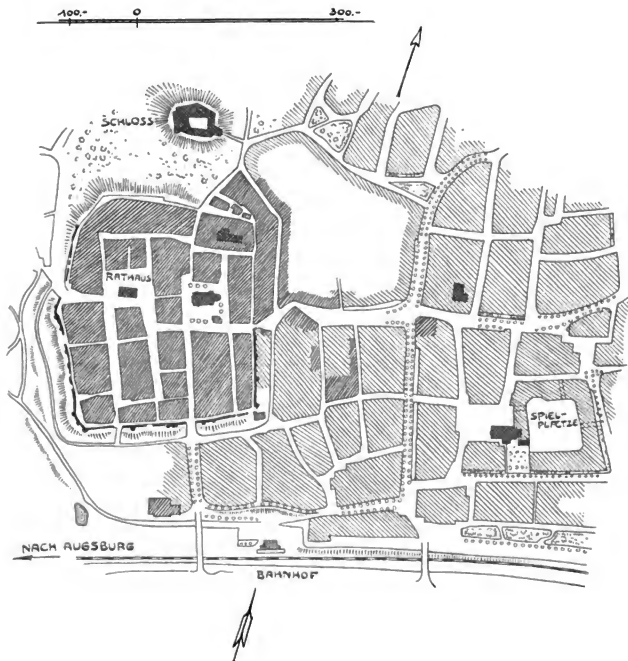 100.- 0 300.-
SCHLOSS
RATHAUS
SPIEL-
PLÆTZE
NACH AUGSBURG
BAHNHOF